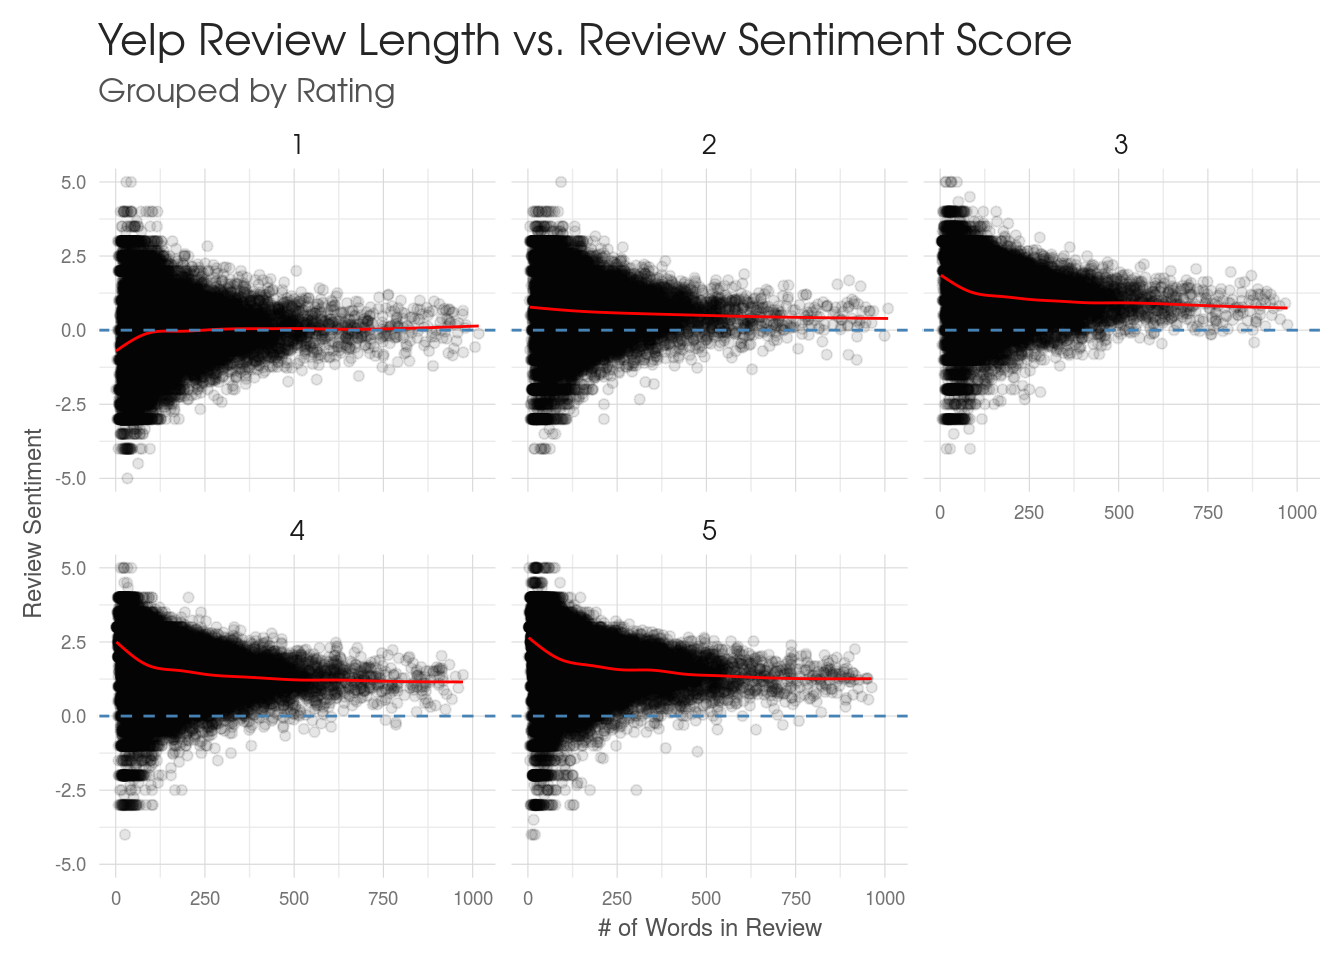 Yelp Review Length vs. Review Sentiment Score
Grouped by Rating
1
2
3
5.0
2.5
0.0
-2.5
-5.0
0 250 500 750 1000
Review Sentiment
4
5
5.0
2.5
0.0
-2.5
-5.0
0 250 500 750 1000
0 250 500 750 1000
# of Words in Review